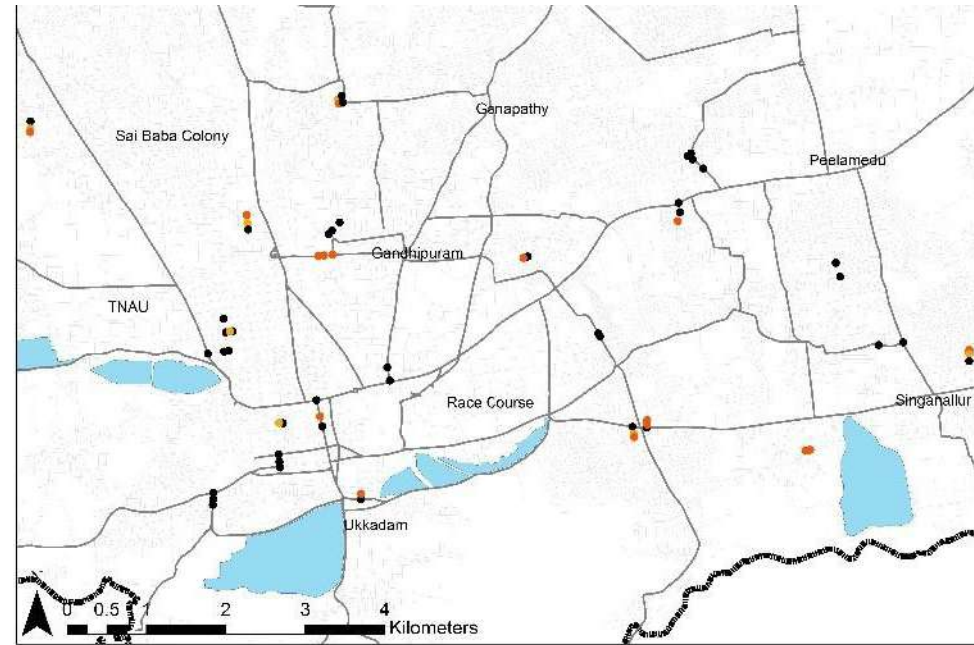 Ganapathy
Sai Baba Colony
Peelamedu
Gandhipuram
TNAU
Race Course
Singanallur
Ukkadam
0 0.5 1 2 3 4
Kilometers